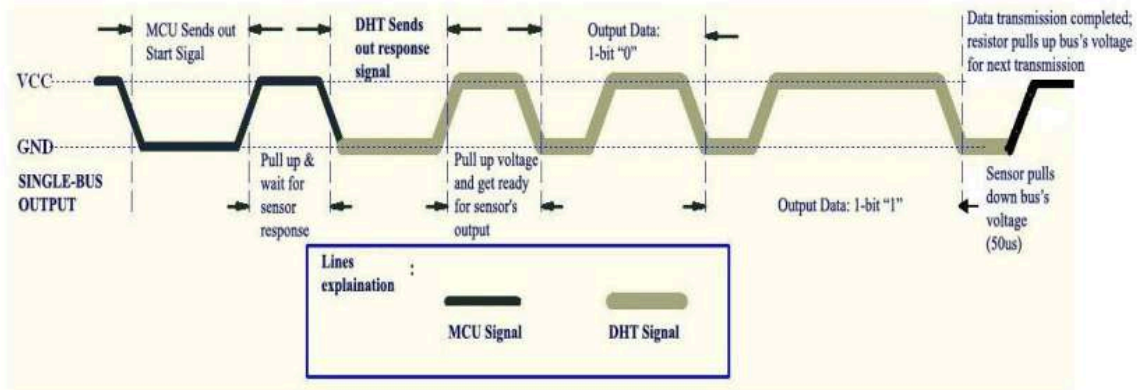 MCU Sends out
Start Sigal
DHT Sends
out response
signal
Output Data:
1-bit “0”
Data transmission completed;
resistor pulls up bus’s voltage
for next transmission
VCC
GND
SINGLE-BUS
OUTPUT
Pull up &
wait for
sensor
response
Pull up voltage
and get ready
for sensor's
output
Output Data: 1-bit “1”
Sensor pulls
down bus’s
voltage
(50us)
Lines :
explaination
MCU Signal
DHT Signal